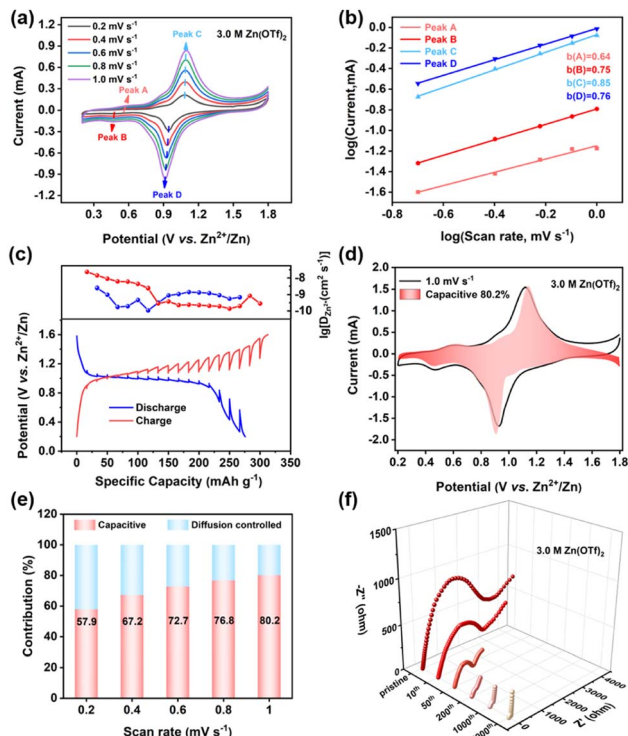 (a)
0.2 mV s⁻¹
0.4 mV s⁻¹
0.6 mV s⁻¹
0.8 mV s⁻¹
1.0 mV s⁻¹
Peak C
3.0 M Zn(OTf)₂
Peak A
Peak B
Peak D
Current (mA)
1.2
0.9
0.6
0.3
0.0
-0.3
-0.6
-0.9
-1.2
0.3 0.6 0.9 1.2 1.5 1.8
Potential (V vs. Zn²⁺/Zn)
(b)
Peak A
Peak B
Peak C
Peak D
b(A)=0.64
b(B)=0.75
b(C)=0.85
b(D)=0.76
log(Current,mA)
0.4
0.0
-0.4
-0.8
-1.2
-1.6
-0.8 -0.6 -0.4 -0.2 0.0
log(Scan rate, mV s⁻¹)
(c)
-8
-9
-10
lg[D Zn²⁺(cm² s⁻¹)]
Potential (V vs. Zn²⁺/Zn)
1.6
1.2
0.8
0.4
0.0
Discharge
Charge
0 50 100 150 200 250 300 350
Specific Capacity (mAh g⁻¹)
(d)
1.0 mV s⁻¹
3.0 M Zn(OTf)₂
Capacitive 80.2%
Current (mA)
2.0
1.5
1.0
0.5
0.0
-0.5
-1.0
-1.5
-2.0
0.2 0.4 0.6 0.8 1.0 1.2 1.4 1.6 1.8
Potential (V vs. Zn²⁺/Zn)
(e)
Capacitive
Diffusion controlled
Contribution (%)
120
100
80
60
40
20
0
57.9 67.2 72.7 76.8 80.2
0.2 0.4 0.6 0.8 1
Scan rate (mV s⁻¹)
(f)
3.0 M Zn(OTf)₂
-Z'' (ohm)
1500
1000
500
0
pristine
10th
50th
200th
1000th
0
1000
2000
3000
4000
Z' (ohm)